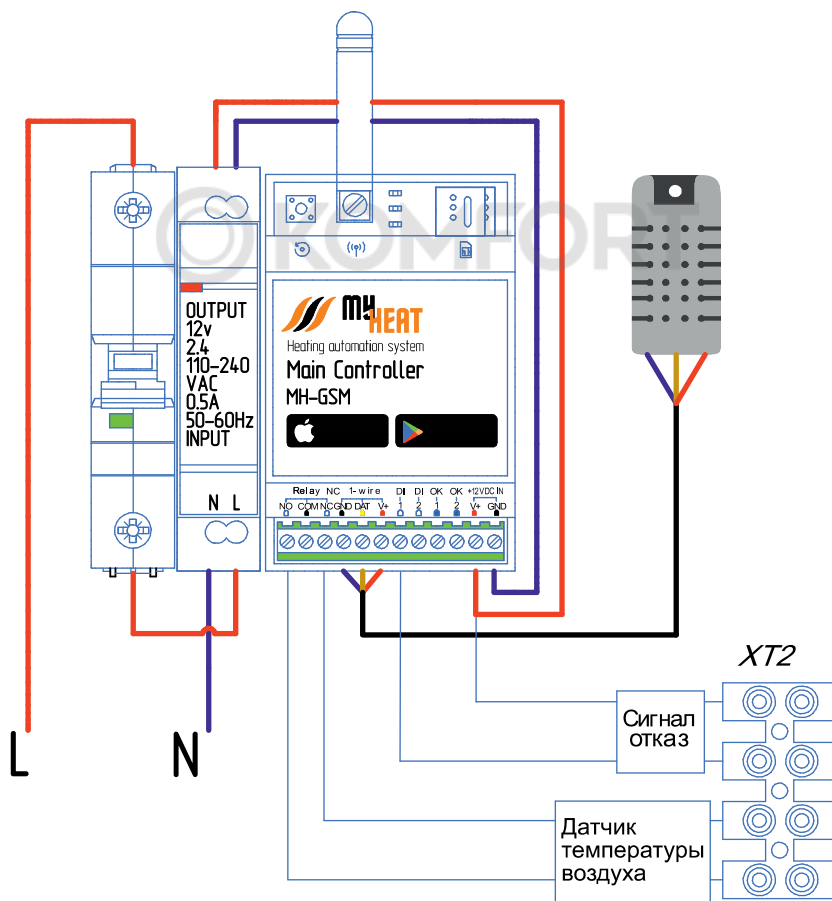 KOMFORT
OUTPUT
12v
2.4
110-240
VAC
0.5A
50-60Hz
INPUT
N L
MY HEAT
Heating automation system
Main Controller
MH-GSM
Relay NC 1-wire DI DI OK OK +12VDC IN
NO COM NC GND DAT V+ 1 2 1 2 V+ GND
XT2
Сигнал
отказ
L
N
Датчик
температуры
воздуха